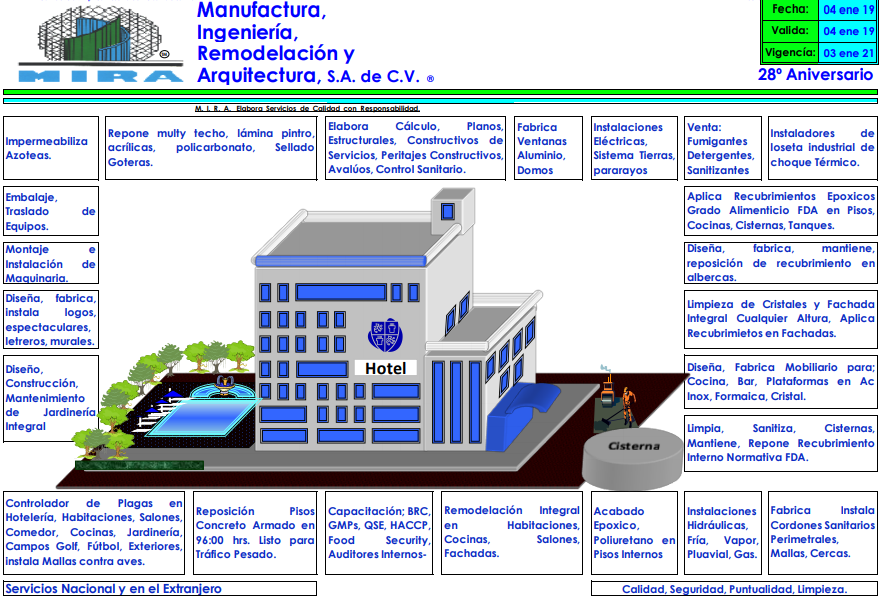 Manufactura,
Ingeniería,
Remodelación y
Arquitectura, S.A. de C.V. ®
MIRA ®
Fecha: 04 ene 19
Valida: 04 ene 19
Vigencía: 03 ene 21
28º Aniversario
M. I. R. A. Elabora Servicios de Calidad con Responsabilidad.
Impermeabiliza
Azoteas.
Repone multy techo, lámina pintro,
acrílicas, policarbonato, Sellado
Goteras.
Elabora Cálculo, Planos,
Estructurales, Constructivos de
Servicios, Peritajes Constructivos,
Avalúos, Control Sanitario.
Fabrica
Ventanas
Aluminio,
Domos
Instalaciones
Eléctricas,
Sistema Tierras,
pararayos
Venta:
Fumigantes
Detergentes,
Sanitizantes
Instaladores de
loseta industrial de
choque Térmico.
Embalaje,
Traslado de
Equipos.
Montaje e
Instalación de
Maquinaria.
Diseña, fabrica,
instala logos,
espectaculares,
letreros, murales.
Diseño,
Construcción,
Mantenimiento
de Jardinería
Integral
Hotel
Cisterna
Aplica Recubrimientos Epoxicos
Grado Alimenticio FDA en Pisos,
Cocinas, Cisternas, Tanques.
Diseña, fabrica, mantiene,
reposición de recubrimiento en
albercas.
Limpieza de Cristales y Fachada
Integral Cualquier Altura, Aplica
Recubrimietos en Fachadas.
Diseña, Fabrica Mobiliario para;
Cocina, Bar, Plataformas en Ac
Inox, Formaica, Cristal.
Limpia, Sanitiza, Cisternas,
Mantiene, Repone Recubrimiento
Interno Normativa FDA.
Controlador de Plagas en
Hotelería, Habitaciones, Salones,
Comedor, Cocinas, Jardinería,
Campos Golf, Fútbol, Exteriores,
instala Mallas contra aves.
Reposición Pisos
Concreto Armado en
96:00 hrs. Listo para
Tráfico Pesado.
Capacitación; BRC,
GMPs, QSE, HACCP,
Food Security,
Auditores Internos-
Remodelación Integral
en Habitaciones,
Cocinas, Salones,
Fachadas.
Acabado
Epoxico,
Poliuretano en
Pisos Internos
Instalaciones
Hidráulicas,
Fría, Vapor,
Pluavial, Gas.
Fabrica Instala
Cordones Sanitarios
Perimetrales,
Mallas, Cercas.
Servicios Nacional y en el Extranjero
Calidad, Seguridad, Puntualidad, Limpieza.